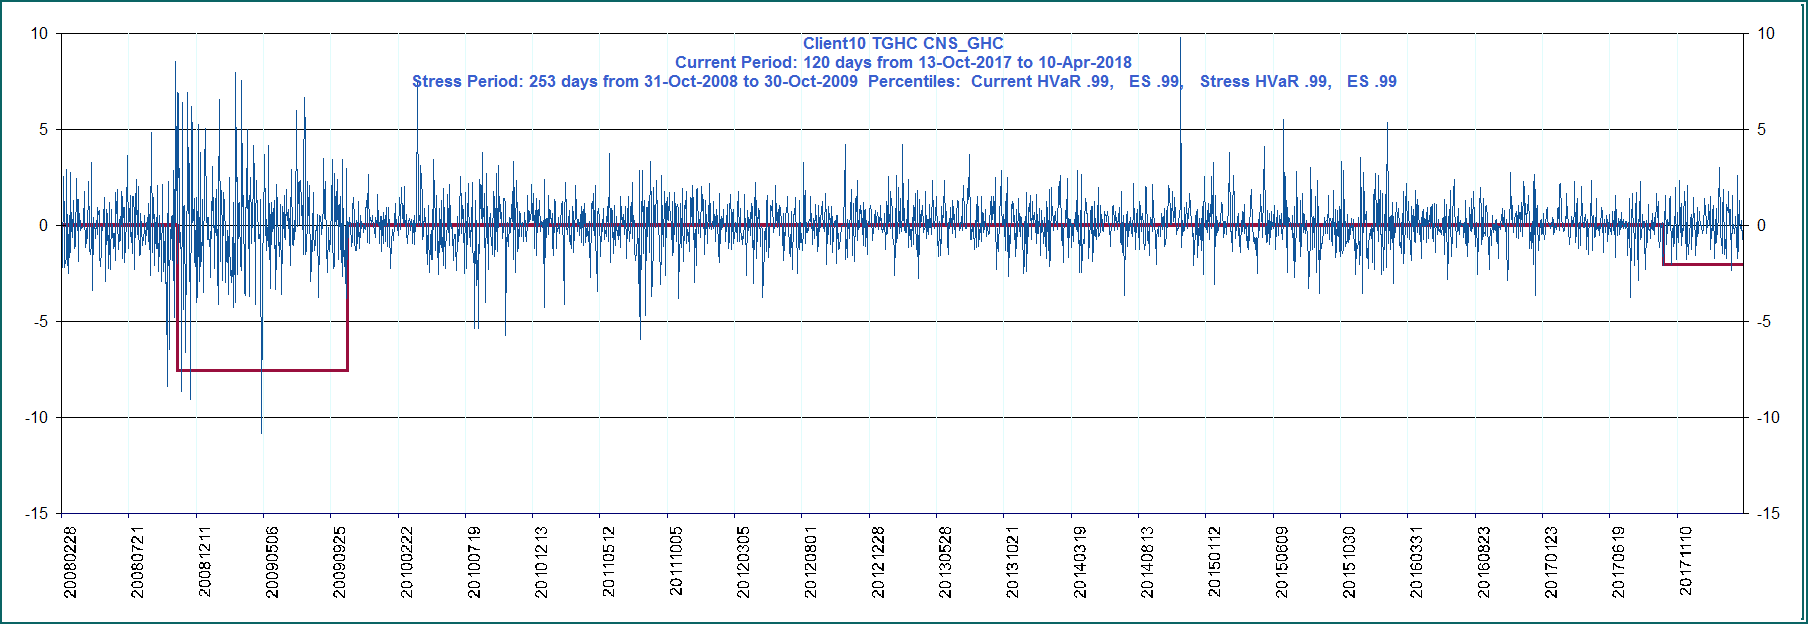 Client10 TGHC CNS_GHC
Current Period: 120 days from 13-Oct-2017 to 10-Apr-2018
Stress Period: 253 days from 31-Oct-2008 to 30-Oct-2009 Percentiles: Current HVaR .99, ES .99, Stress HVaR .99, ES .99
10 10
5 5
0 0
-5 -5
-10 -10
-15 -15
20080228 20080721 20081211 20090506 20090925 20100222 20100719 20101213 20110512 20111005 20120305 20120801 20121228 20130528 20131021 20140319 20140813 20150112 20150609 20151030 20160331 20160823 20170123 20170619 20171110